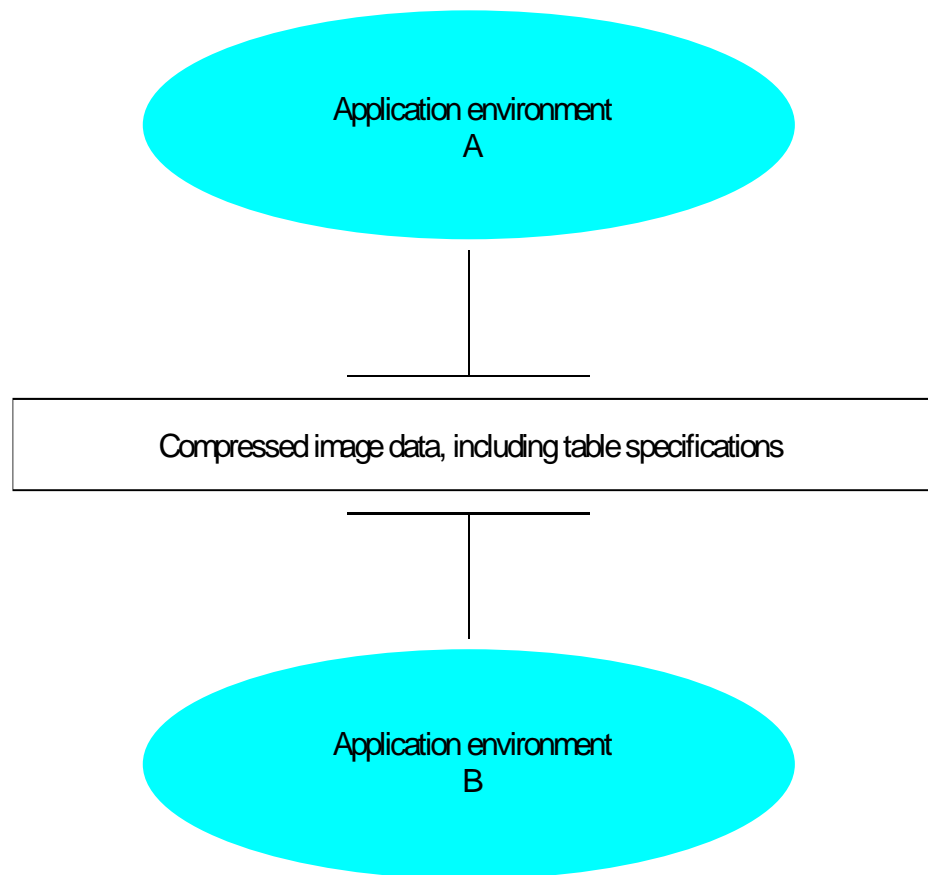 Application environment
A
Compressed image data, including table specifications
Application environment
B